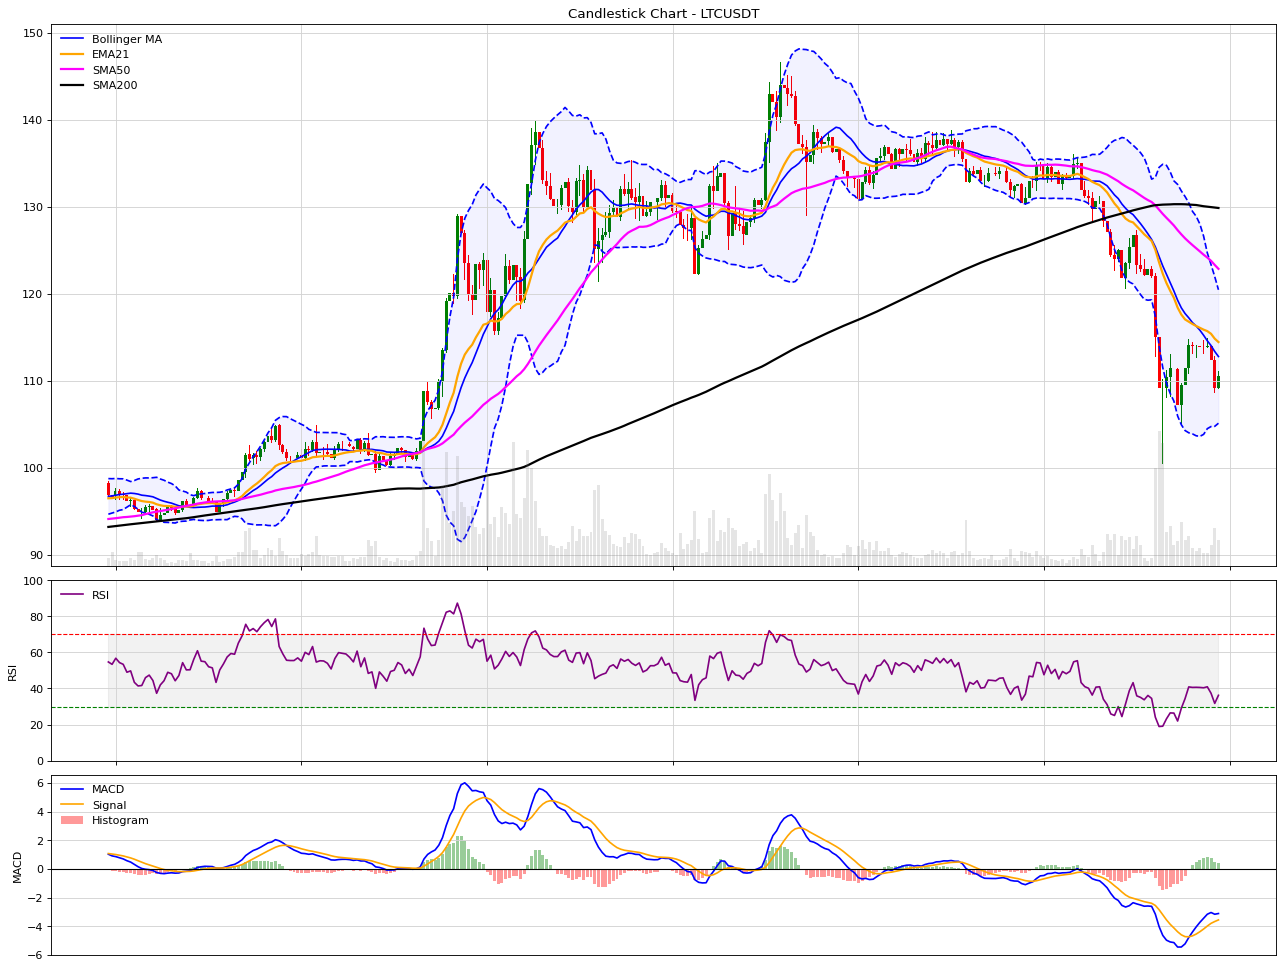 Candlestick Chart - LTCUSDT
150
140
130
120
110
100
90
Bollinger MA
EMA21
SMA50
SMA200
100
80
60
40
20
0
RSI
RSI
6
4
2
0
−2
−4
−6
MACD
MACD
Signal
Histogram